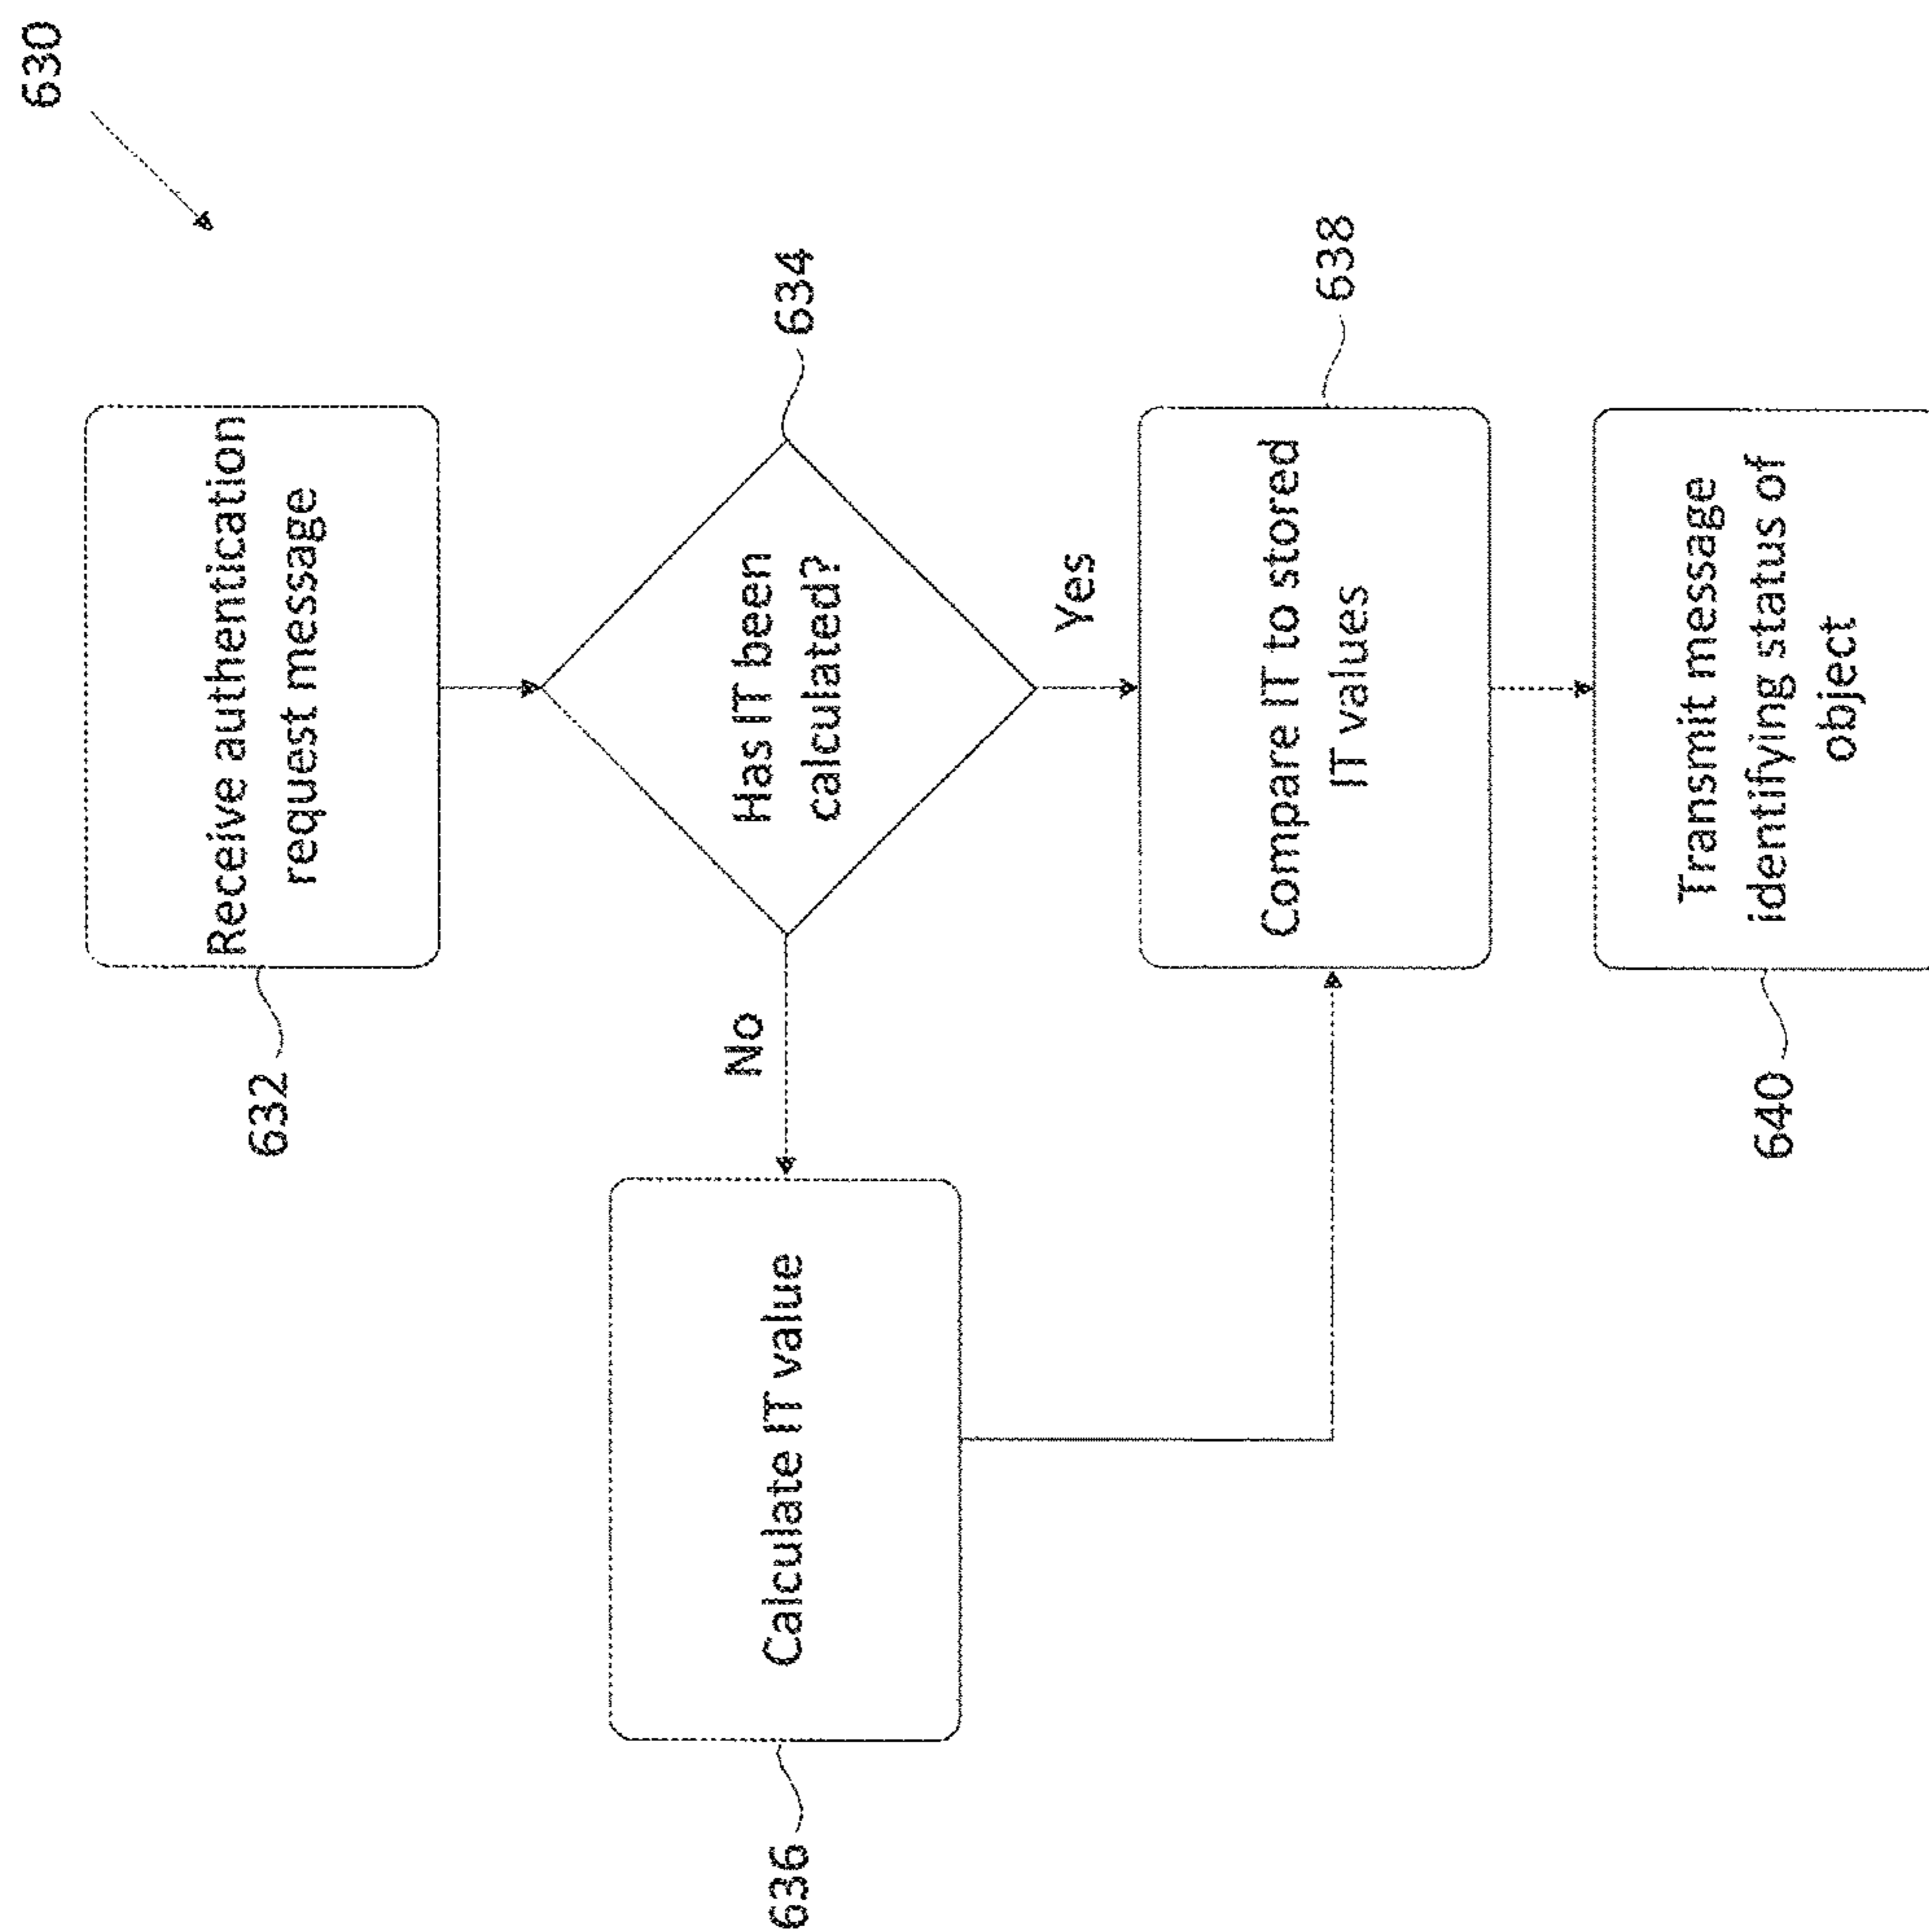 630
632
Receive authentication
request message
634
Has IT been
calculated?
No
Yes
636
Calculate IT value
638
Compare IT to stored
IT values
640
Transmit message
identifying status of
object